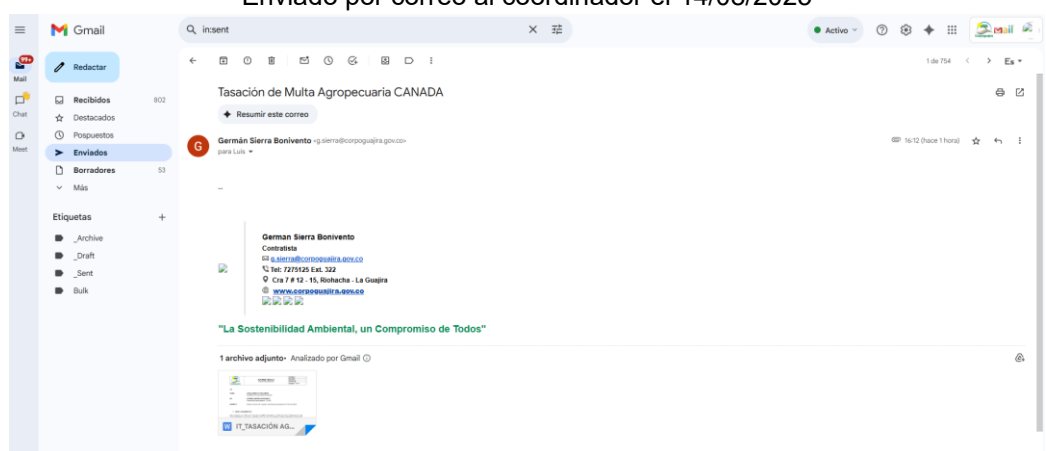 Enviado por correo al coordinador el 14/08/2025
Gmail
in:sent
Activo
Mail
99+
Mail
Redactar
1 de 754
Es
Tasación de Multa Agropecuaria CANADA
Chat
Recibidos 802
Resumir este correo
Destacados
Meet
Pospuestos
Germán Sierra Bonivento <g.sierra@corpoguajira.gov.co>
16:12 (hace 1 hora)
G
para Luis
Enviados
Borradores 53
Más
--
Etiquetas +
_Archive
_Draft
_Sent
Bulk
German Sierra Bonivento
Contratista
g.sierra@corpoguajira.gov.co
Tel: 7275125 Ext. 322
Cra 7 # 12 - 15, Riohacha - La Guajira
www.corpoguajira.gov.co
"La Sostenibilidad Ambiental, un Compromiso de Todos"
1 archivo adjunto • Analizado por Gmail
W IT_TASACIÓN AG...